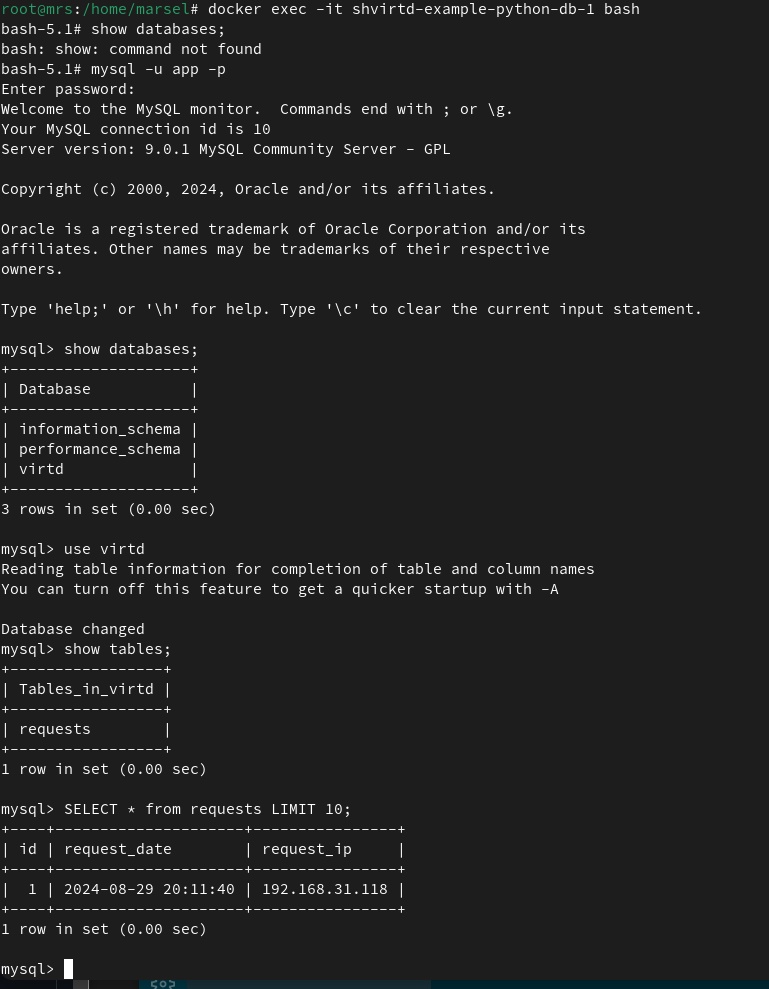 root@mrs:/home/marsel# docker exec -it shvirtd-example-python-db-1 bash
bash-5.1# show databases;
bash: show: command not found
bash-5.1# mysql -u app -p
Enter password:
Welcome to the MySQL monitor.  Commands end with ; or \g.
Your MySQL connection id is 10
Server version: 9.0.1 MySQL Community Server - GPL

Copyright (c) 2000, 2024, Oracle and/or its affiliates.

Oracle is a registered trademark of Oracle Corporation and/or its
affiliates. Other names may be trademarks of their respective
owners.

Type 'help;' or '\h' for help. Type '\c' to clear the current input statement.

mysql> show databases;
+--------------------+
| Database           |
+--------------------+
| information_schema |
| performance_schema |
| virtd              |
+--------------------+
3 rows in set (0.00 sec)

mysql> use virtd
Reading table information for completion of table and column names
You can turn off this feature to get a quicker startup with -A

Database changed
mysql> show tables;
+-----------------+
| Tables_in_virtd |
+-----------------+
| requests        |
+-----------------+
1 row in set (0.00 sec)

mysql> SELECT * from requests LIMIT 10;
+----+---------------------+----------------+
| id | request_date        | request_ip     |
+----+---------------------+----------------+
|  1 | 2024-08-29 20:11:40 | 192.168.31.118 |
+----+---------------------+----------------+
1 row in set (0.00 sec)

mysql>